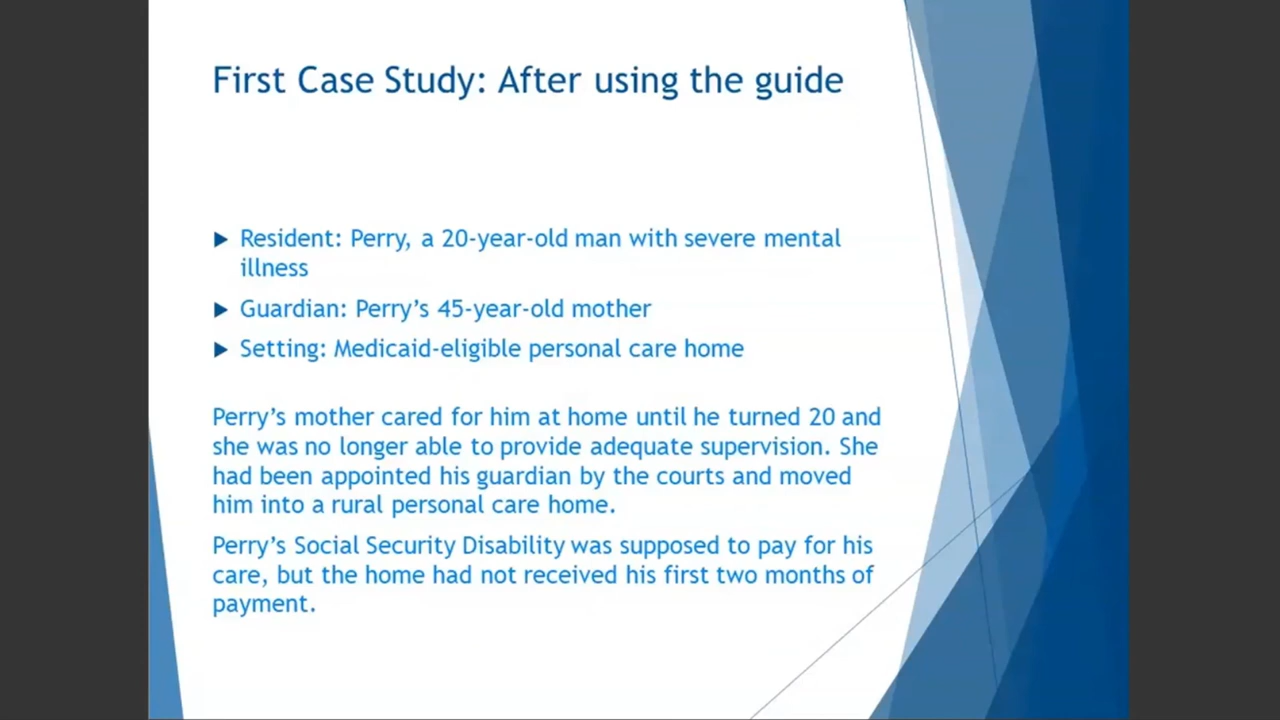 First Case Study: After using the guide
Resident: Perry, a 20-year-old man with severe mental
illness
Guardian: Perry’s 45-year-old mother
Setting: Medicaid-eligible personal care home
Perry’s mother cared for him at home until he turned 20 and
she was no longer able to provide adequate supervision. She
had been appointed his guardian by the courts and moved
him into a rural personal care home.
Perry’s Social Security Disability was supposed to pay for his
care, but the home had not received his first two months of
payment.